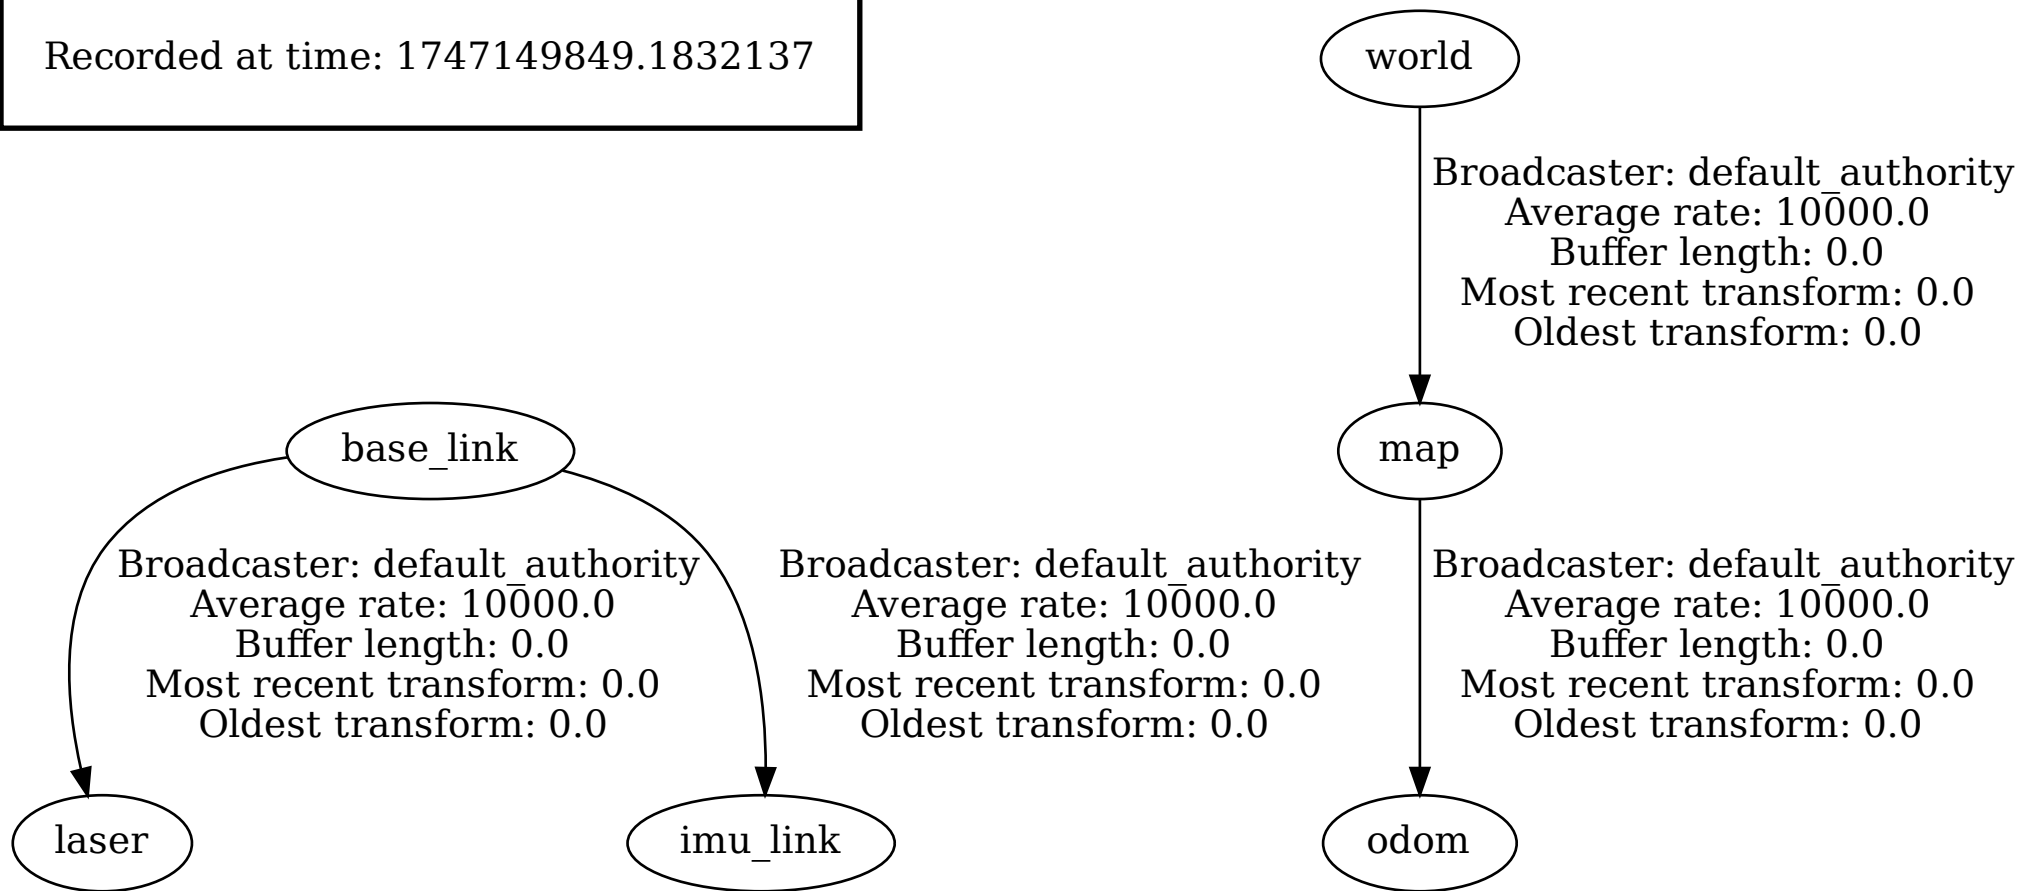 Recorded at time: 1747149849.1832137
world
Broadcaster: default_authority
Average rate: 10000.0
Buffer length: 0.0
Most recent transform: 0.0
Oldest transform: 0.0
base_link
map
Broadcaster: default_authority
Average rate: 10000.0
Buffer length: 0.0
Most recent transform: 0.0
Oldest transform: 0.0
Broadcaster: default_authority
Average rate: 10000.0
Buffer length: 0.0
Most recent transform: 0.0
Oldest transform: 0.0
Broadcaster: default_authority
Average rate: 10000.0
Buffer length: 0.0
Most recent transform: 0.0
Oldest transform: 0.0
laser
imu_link
odom